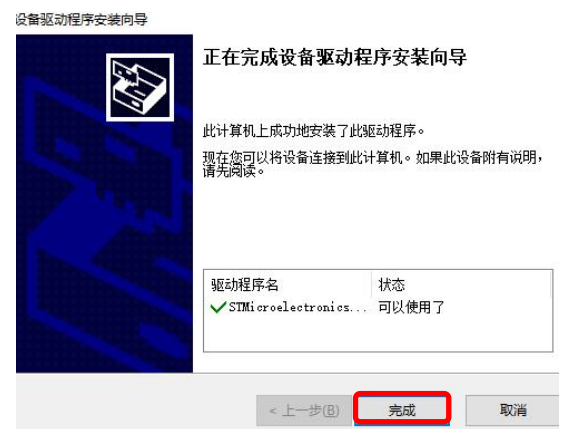 设备驱动程序安装向导
正在完成设备驱动程序安装向导
此计算机上成功地安装了此驱动程序。
现在您可以将设备连接到此计算机。如果此设备附有说明，
请先阅读。
驱动程序名 状态
STMicroelectronics... 可以使用了
< 上一步(B) 完成 取消